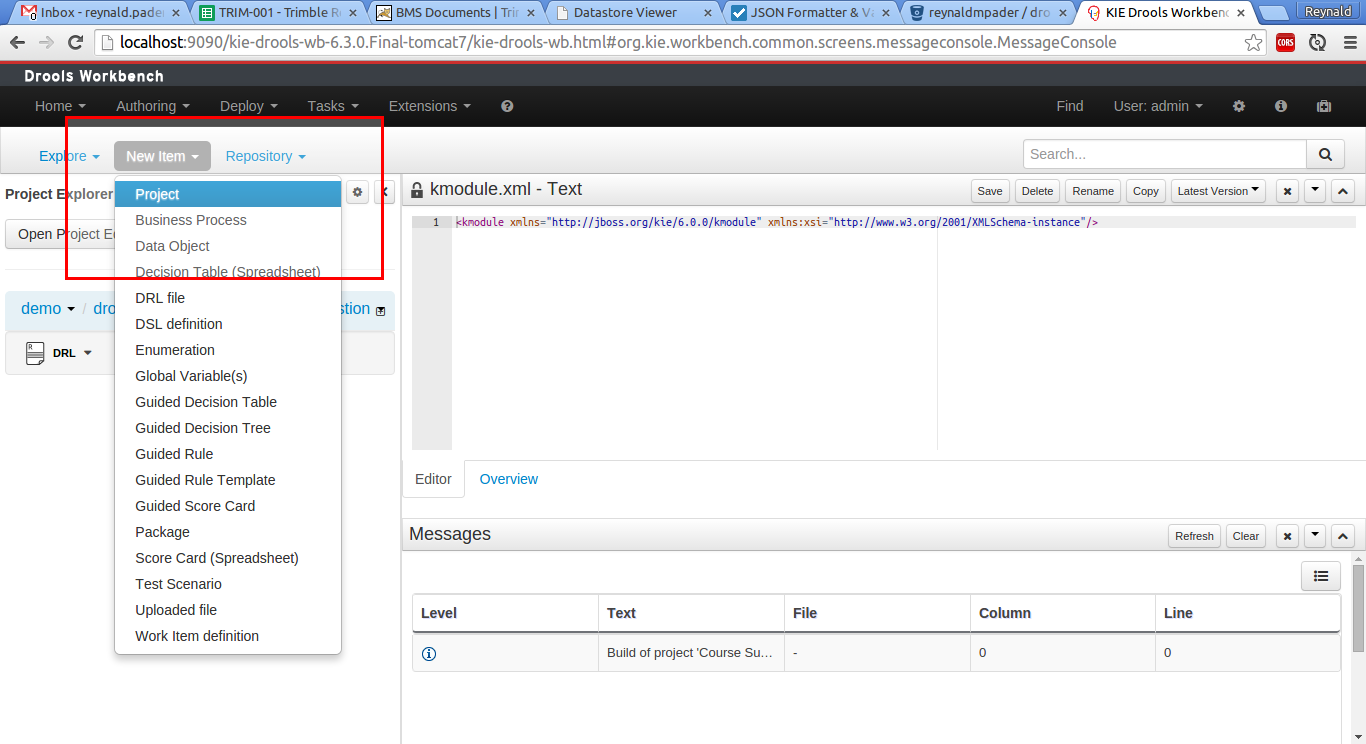 Inbox - reynald.pade
TRIM-001 - Trimble R
BMS Documents | Tri
Datastore Viewer
JSON Formatter & Va
reynaldmpader / dro
KIE Drools Workben
Reynald
localhost:9090/kie-drools-wb-6.3.0.Final-tomcat7/kie-drools-wb.html#org.kie.workbench.common.screens.messageconsole.MessageConsole
CORS
Drools Workbench
Home Authoring Deploy Tasks Extensions ? Find User: admin
Explore New Item Repository Search...
Project Explorer
Open Project E
demo / dro
stion
R
DRL
Project
Business Process
Data Object
Decision Table (Spreadsheet)
DRL file
DSL definition
Enumeration
Global Variable(s)
Guided Decision Table
Guided Decision Tree
Guided Rule
Guided Rule Template
Guided Score Card
Package
Score Card (Spreadsheet)
Test Scenario
Uploaded file
Work Item definition
kmodule.xml - Text
Save Delete Rename Copy Latest Version
1 <kmodule xmlns="http://jboss.org/kie/6.0.0/kmodule" xmlns:xsi="http://www.w3.org/2001/XMLSchema-instance"/>
Editor Overview
Messages Refresh Clear
Level Text File Column Line
Build of project 'Course Su... - 0 0